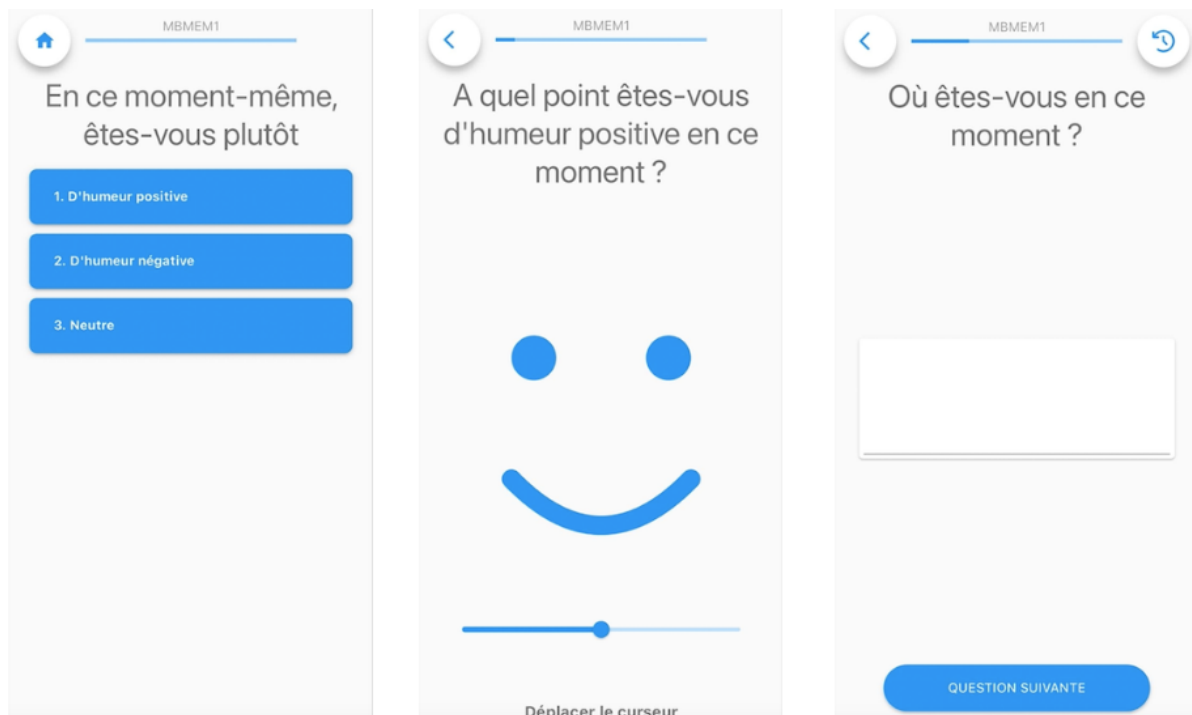 MBMEM1
En ce moment-même,
êtes-vous plutôt
1. D'humeur positive
2. D'humeur négative
3. Neutre
MBMEM1
A quel point êtes-vous
d'humeur positive en ce
moment ?
Déplacer le curseur
MBMEM1
Où êtes-vous en ce
moment ?
QUESTION SUIVANTE